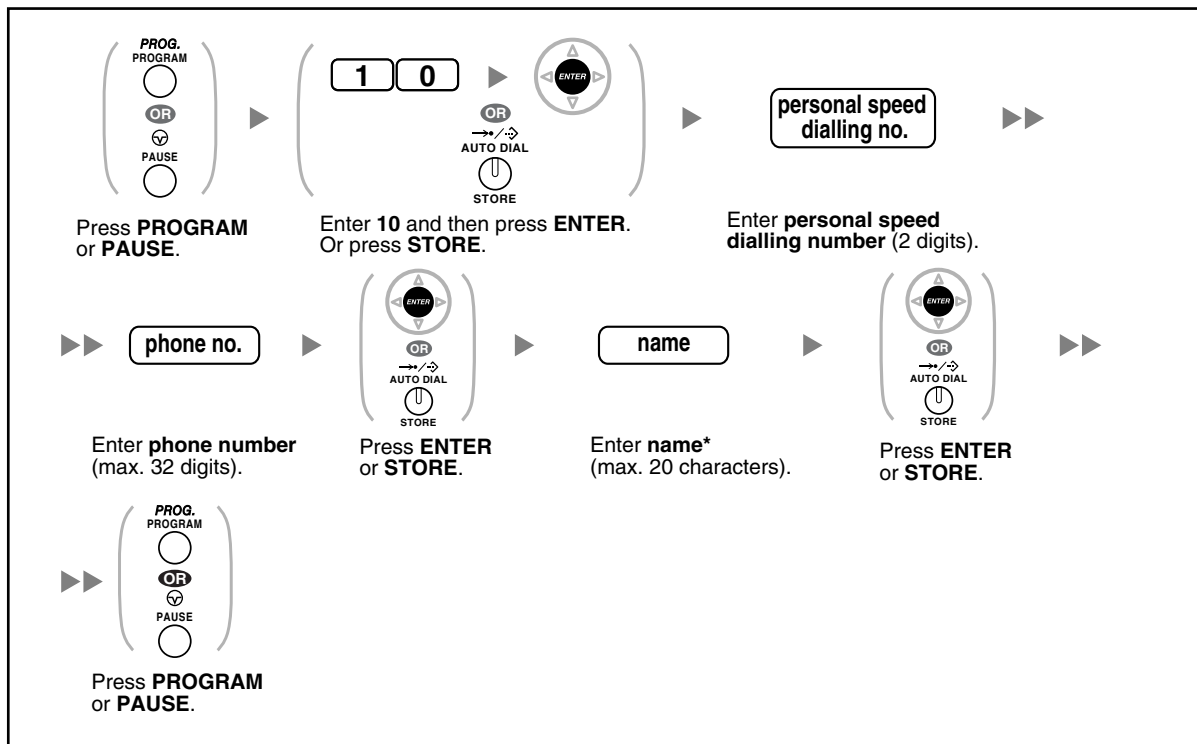 PROG.
PROGRAM
OR
PAUSE
Press PROGRAM
or PAUSE.
1 0
ENTER
OR
AUTO DIAL
STORE
Enter 10 and then press ENTER.
Or press STORE.
personal speed
dialling no.
Enter personal speed
dialling number (2 digits).
phone no.
Enter phone number
(max. 32 digits).
ENTER
OR
AUTO DIAL
STORE
Press ENTER
or STORE.
name
Enter name*
(max. 20 characters).
ENTER
OR
AUTO DIAL
STORE
Press ENTER
or STORE.
PROG.
PROGRAM
OR
PAUSE
Press PROGRAM
or PAUSE.